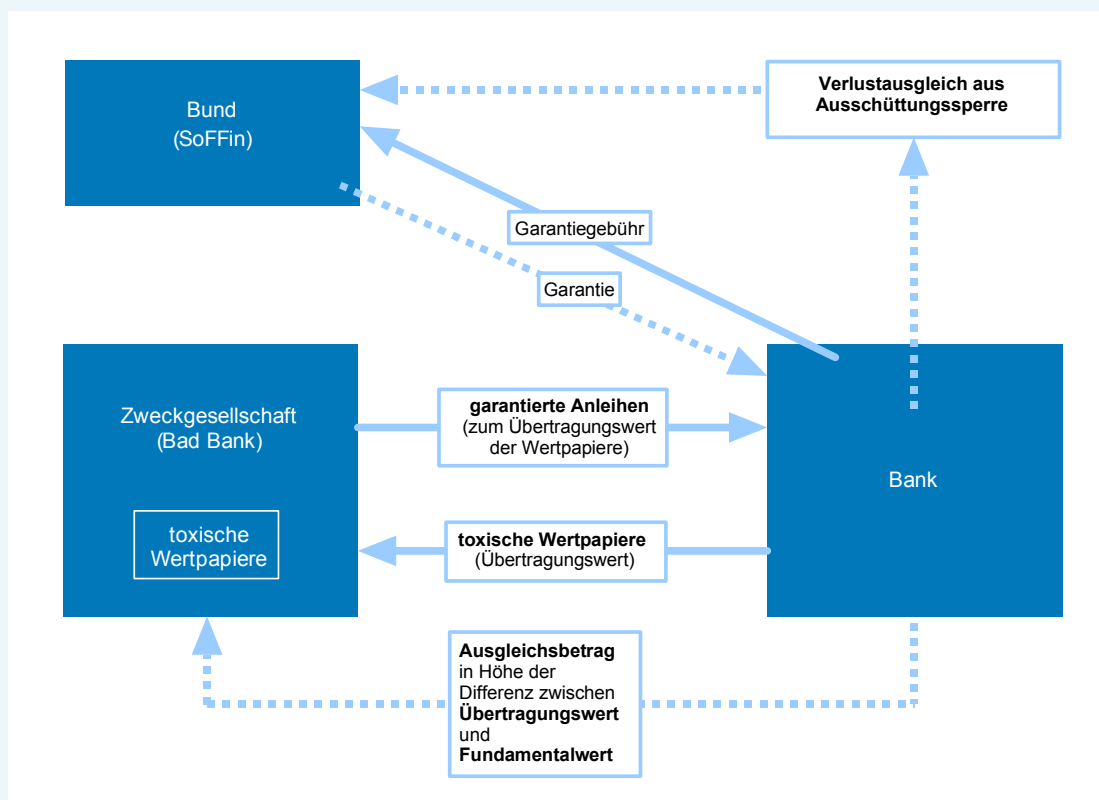 Bund
(SoFFin)
Verlustausgleich aus
Ausschüttungssperre
Garantiegebühr
Garantie
Zweckgesellschaft
(Bad Bank)
toxische
Wertpapiere
garantierte Anleihen
(zum Übertragungswert
der Wertpapiere)
toxische Wertpapiere
(Übertragungswert)
Bank
Ausgleichsbetrag
in Höhe der
Differenz zwischen
Übertragungswert
und
Fundamentalwert